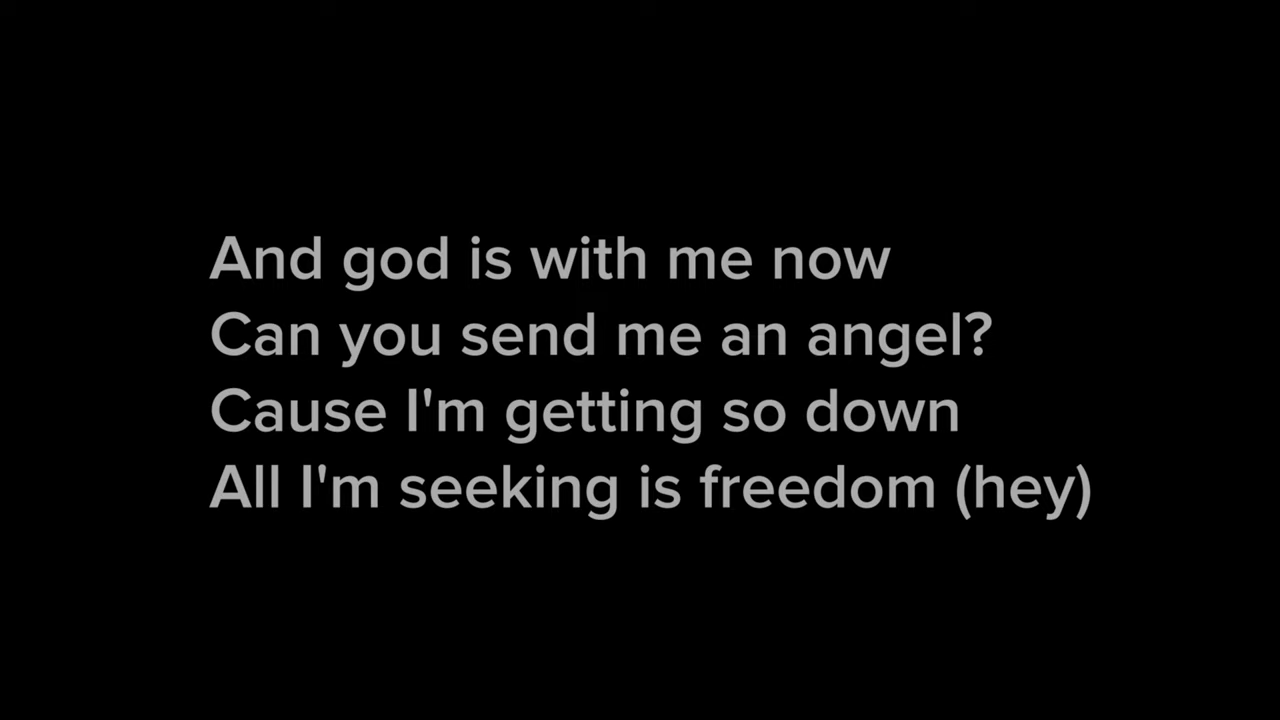 And god is with me now
Can you send me an angel?
Cause I'm getting so down
All I'm seeking is freedom (hey)